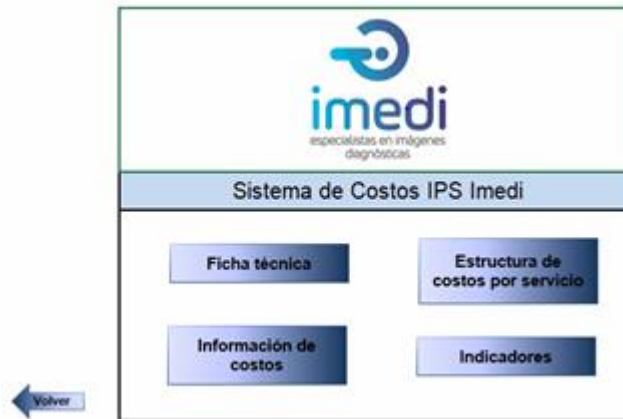 imedi
especialistas en imágenes
diagnósticas
Sistema de Costos IPS Imedi
Ficha técnica
Estructura de
costos por servicio
Información de
costos
Indicadores
Volver